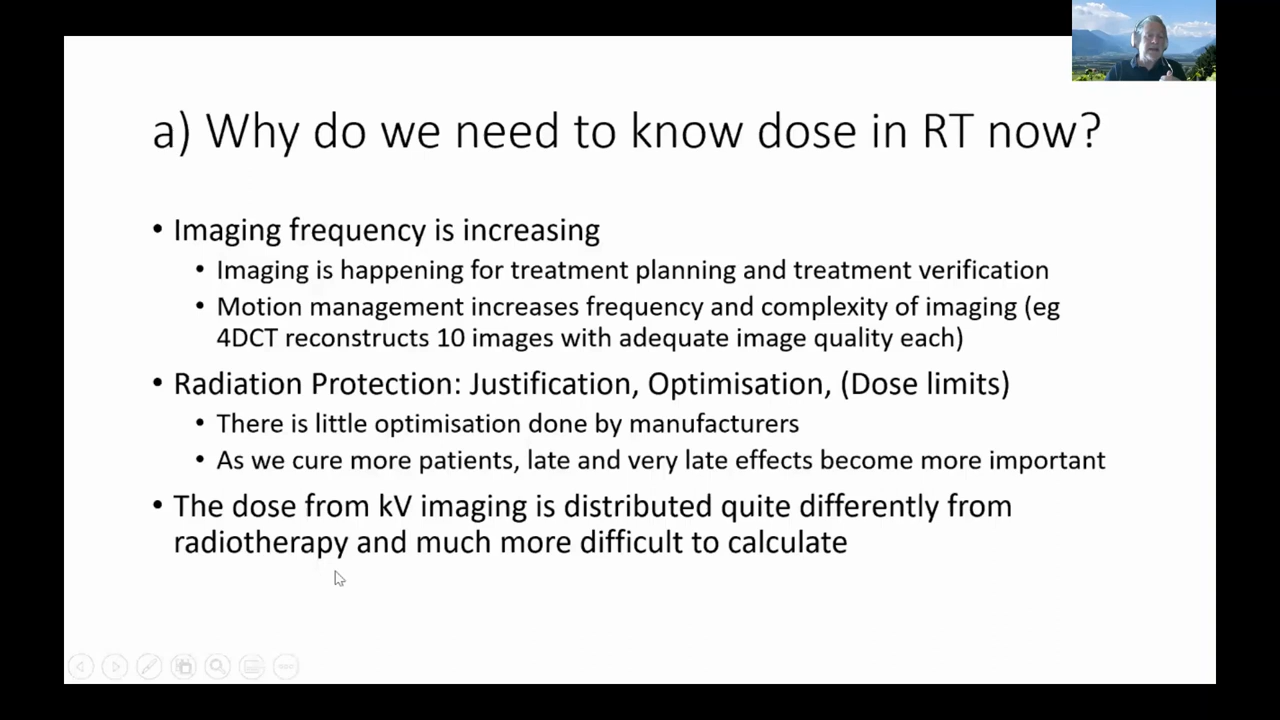 a) Why do we need to know dose in RT now?
• Imaging frequency is increasing
• Imaging is happening for treatment planning and treatment verification
• Motion management increases frequency and complexity of imaging (eg
4DCT reconstructs 10 images with adequate image quality each)
• Radiation Protection: Justification, Optimisation, (Dose limits)
• There is little optimisation done by manufacturers
• As we cure more patients, late and very late effects become more important
• The dose from kV imaging is distributed quite differently from
radiotherapy and much more difficult to calculate